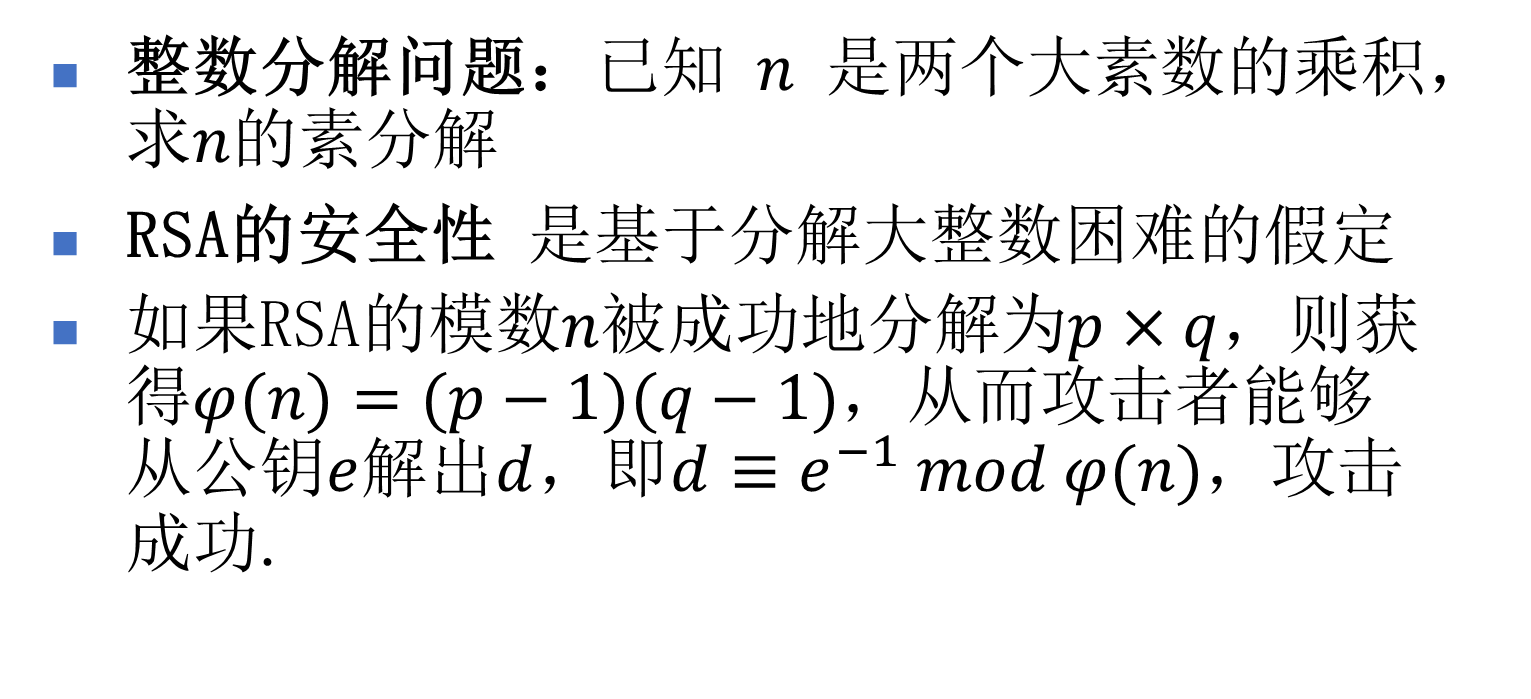 整数分解问题：已知 n 是两个大素数的乘积，
求n的素分解
RSA的安全性 是基于分解大整数困难的假定
如果RSA的模数n被成功地分解为p × q，则获
得φ(n) = (p − 1)(q − 1)，从而攻击者能够
从公钥e解出d，即d ≡ e⁻¹ mod φ(n)，攻击
成功.